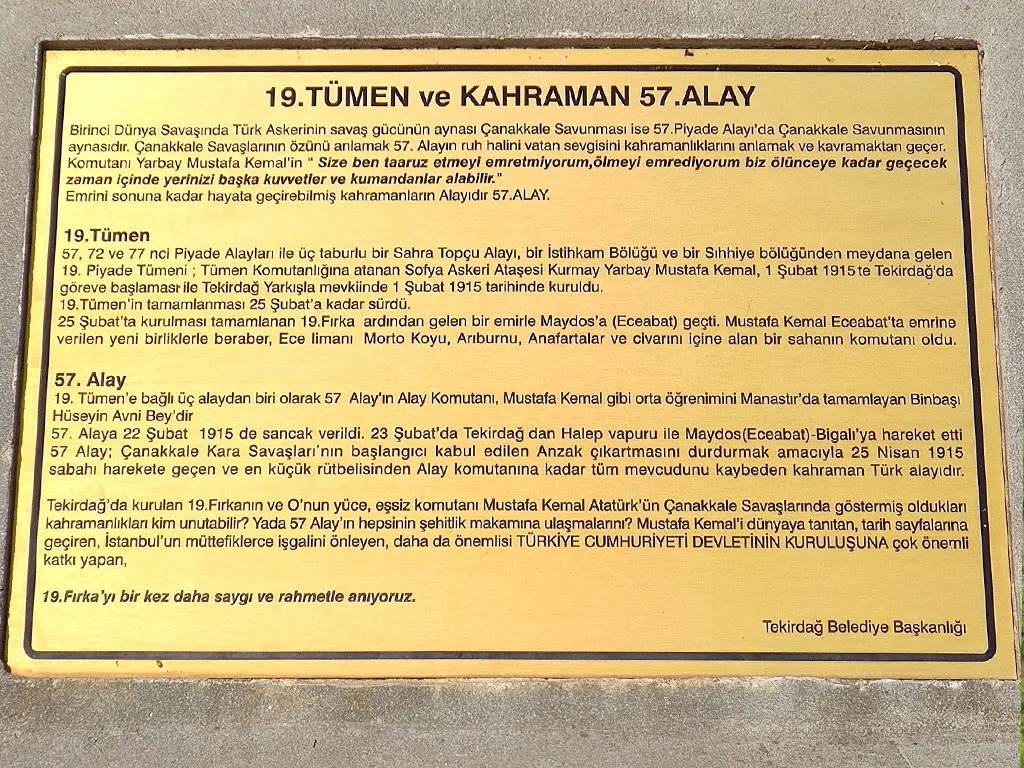 19.TÜMEN ve KAHRAMAN 57.ALAY
Birinci Dünya Savaşında Türk Askerinin savaş gücünün aynası Çanakkale Savunması ise 57.Piyade Alayı'da Çanakkale Savunmasının
aynasıdır. Çanakkale Savaşlarının özünü anlamak 57. Alayın ruh halini vatan sevgisini kahramanlıklarını anlamak ve kavramaktan geçer.
Komutanı Yarbay Mustafa Kemal'in “ Size ben taaruz etmeyi emretmiyorum,ölmeyi emrediyorum biz ölünceye kadar geçecek
zaman içinde yerinizi başka kuvvetler ve kumandanlar alabilir.”
Emrini sonuna kadar hayata geçirebilmiş kahramanların Alayıdır 57.ALAY.
19.Tümen
57, 72 ve 77 nci Piyade Alayları ile üç taburlu bir Sahra Topçu Alayı, bir İstihkam Bölüğü ve bir Sıhhiye bölüğünden meydana gelen
19. Piyade Tümeni ; Tümen Komutanlığına atanan Sofya Askeri Ataşesi Kurmay Yarbay Mustafa Kemal, 1 Şubat 1915'te Tekirdağ'da
göreve başlaması ile Tekirdağ Yarkışla mevkiinde 1 Şubat 1915 tarihinde kuruldu.
19.Tümen'in tamamlanması 25 Şubat'a kadar sürdü.
25 Şubat'ta kurulması tamamlanan 19.Fırka ardından gelen bir emirle Maydos'a (Eceabat) geçti. Mustafa Kemal Eceabat'ta emrine
verilen yeni birliklerle beraber, Ece limanı Morto Koyu, Arıburnu, Anafartalar ve civarını içine alan bir sahanın komutanı oldu.
57. Alay
19. Tümen'e bağlı üç alaydan biri olarak 57 Alay'ın Alay Komutanı, Mustafa Kemal gibi orta öğrenimini Manastır'da tamamlayan Binbaşı
Hüseyin Avni Bey'dir
57. Alaya 22 Şubat 1915 de sancak verildi. 23 Şubat'da Tekirdağ dan Halep vapuru ile Maydos(Eceabat)-Bigalı'ya hareket etti
57 Alay; Çanakkale Kara Savaşları'nın başlangıcı kabul edilen Anzak çıkartmasını durdurmak amacıyla 25 Nisan 1915
sabahı harekete geçen ve en küçük rütbelisinden Alay komutanına kadar tüm mevcudunu kaybeden kahraman Türk alayıdır.
Tekirdağ'da kurulan 19.Fırkanın ve O'nun yüce, eşsiz komutanı Mustafa Kemal Atatürk'ün Çanakkale Savaşlarında göstermiş oldukları
kahramanlıkları kim unutabilir? Yada 57 Alay'ın hepsinin şehitlik makamına ulaşmalarını? Mustafa Kemal'i dünyaya tanıtan, tarih sayfalarına
geçiren, İstanbul'un müttefiklerce işgalini önleyen, daha da önemlisi TÜRKİYE CUMHURİYETİ DEVLETİNİN KURULUŞUNA çok önemli
katkı yapan,
19.Fırka'yı bir kez daha saygı ve rahmetle anıyoruz.
Tekirdağ Belediye Başkanlığı